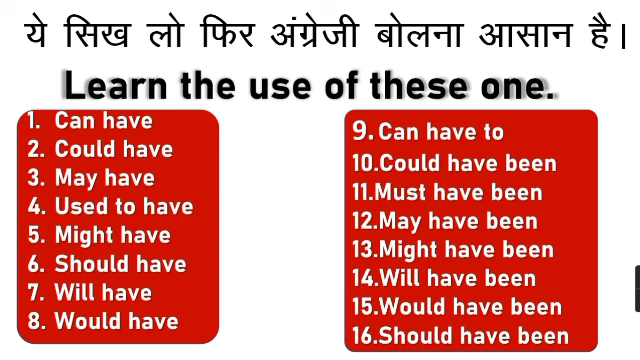 ये सिख लो फिर अंग्रेजी बोलना आसान है।
Learn the use of these one.
1. Can have
2. Could have
3. May have
4. Used to have
5. Might have
6. Should have
7. Will have
8. Would have
9. Can have to
10.Could have been
11.Must have been
12.May have been
13.Might have been
14.Will have been
15.Would have been
16.Should have been